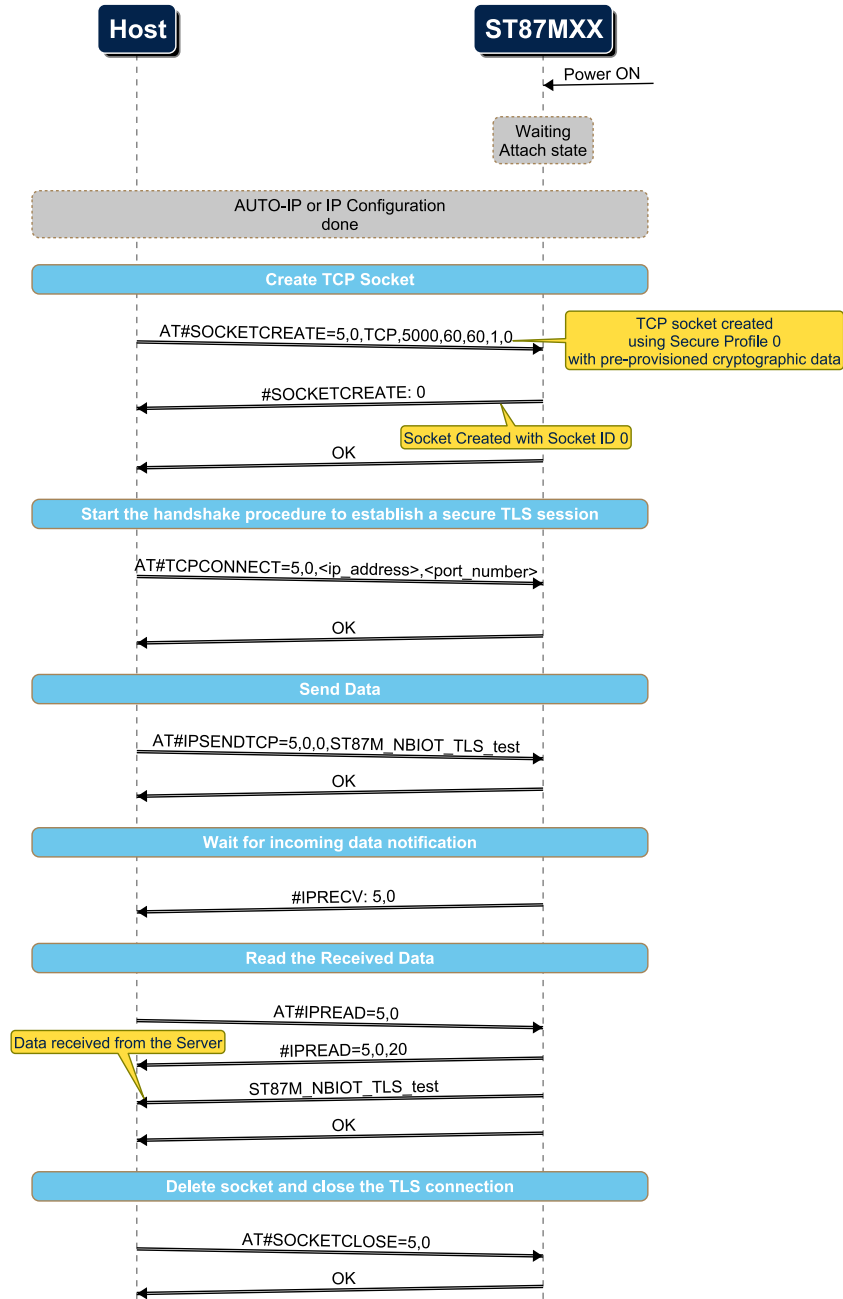 Host
ST87MXX
Power ON
Waiting
Attach state
AUTO-IP or IP Configuration
done
Create TCP Socket
AT#SOCKETCREATE=5,0,TCP,5000,60,60,1,0
TCP socket created
using Secure Profile 0
with pre-provisioned cryptographic data
#SOCKETCREATE: 0
Socket Created with Socket ID 0
OK
Start the handshake procedure to establish a secure TLS session
AT#TCPCONNECT=5,0,<ip_address>,<port_number>
OK
Send Data
AT#IPSENDTCP=5,0,0,ST87M_NBIOT_TLS_test
OK
Wait for incoming data notification
#IPRECV: 5,0
Read the Received Data
AT#IPREAD=5,0
Data received from the Server
#IPREAD=5,0,20
ST87M_NBIOT_TLS_test
OK
Delete socket and close the TLS connection
AT#SOCKETCLOSE=5,0
OK